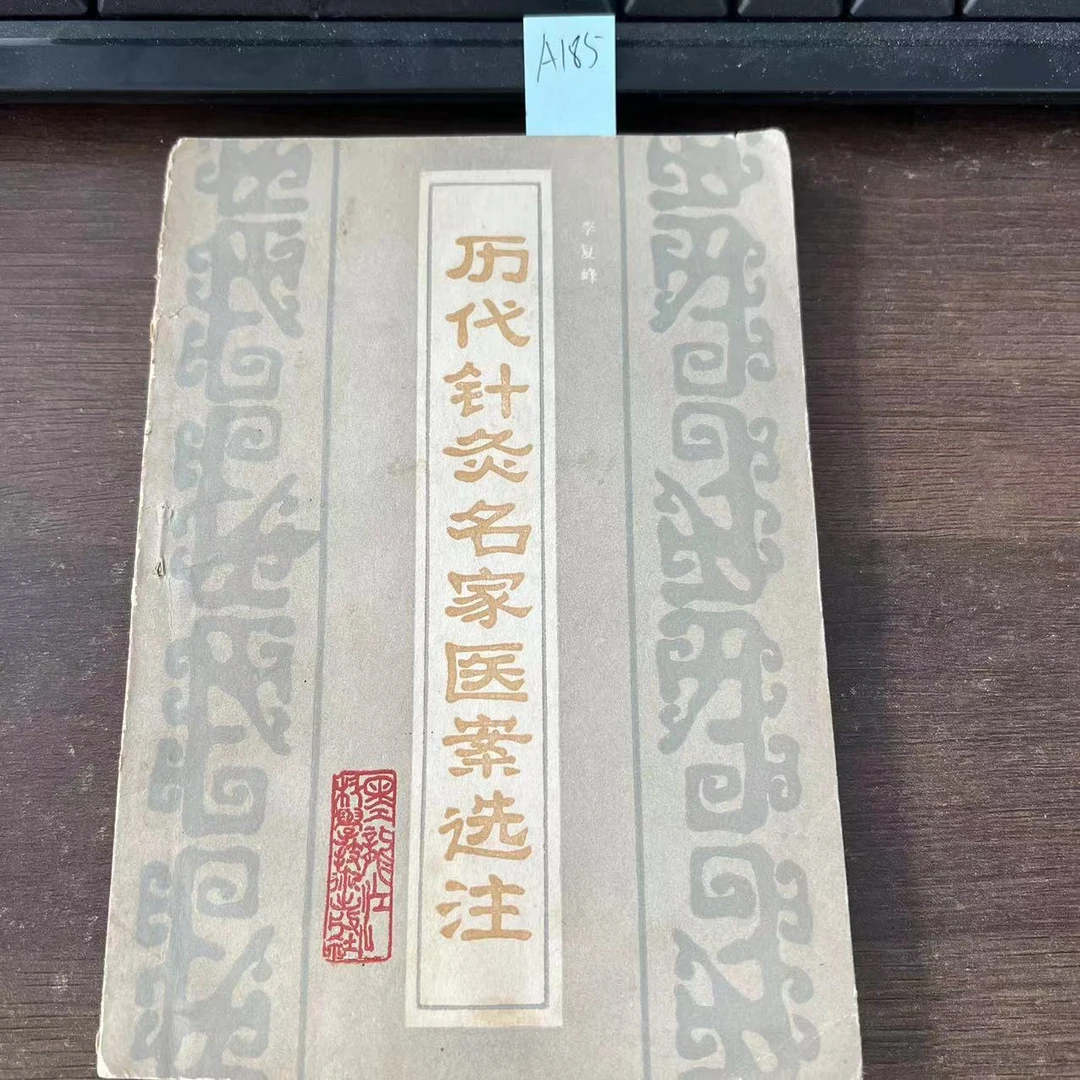 A185
李复峰
历代针灸名家医案选注
黑龙江
科学技术出版社